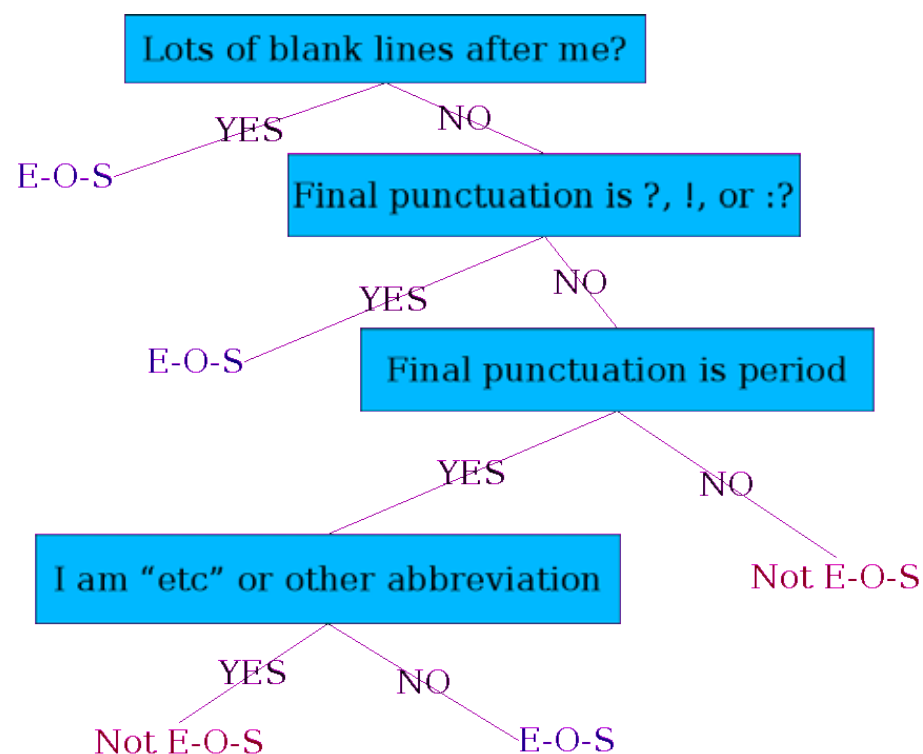 Lots of blank lines after me?
YES
NO
E-O-S
Final punctuation is ?, !, or :?
YES
NO
E-O-S
Final punctuation is period
YES
NO
I am “etc” or other abbreviation
Not E-O-S
YES
NO
Not E-O-S
E-O-S